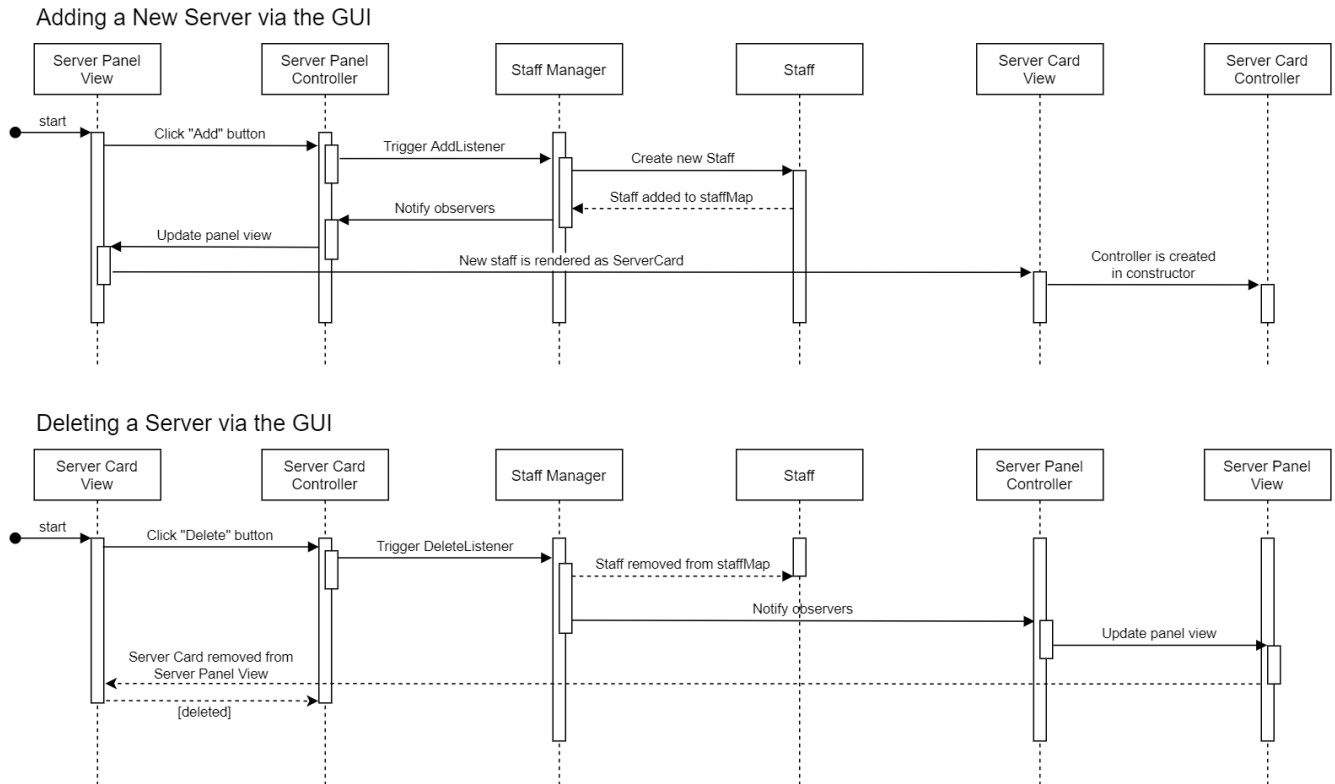 Adding a New Server via the GUI
Server Panel
View
Server Panel
Controller
Staff Manager
Staff
Server Card
View
Server Card
Controller
start
Click "Add" button
Trigger AddListener
Create new Staff
Staff added to staffMap
Notify observers
Update panel view
New staff is rendered as ServerCard
Controller is created
in constructor
Deleting a Server via the GUI
Server Card
View
Server Card
Controller
Staff Manager
Staff
Server Panel
Controller
Server Panel
View
start
Click "Delete" button
Trigger DeleteListener
Staff removed from staffMap
Notify observers
Update panel view
Server Card removed from
Server Panel View
[deleted]